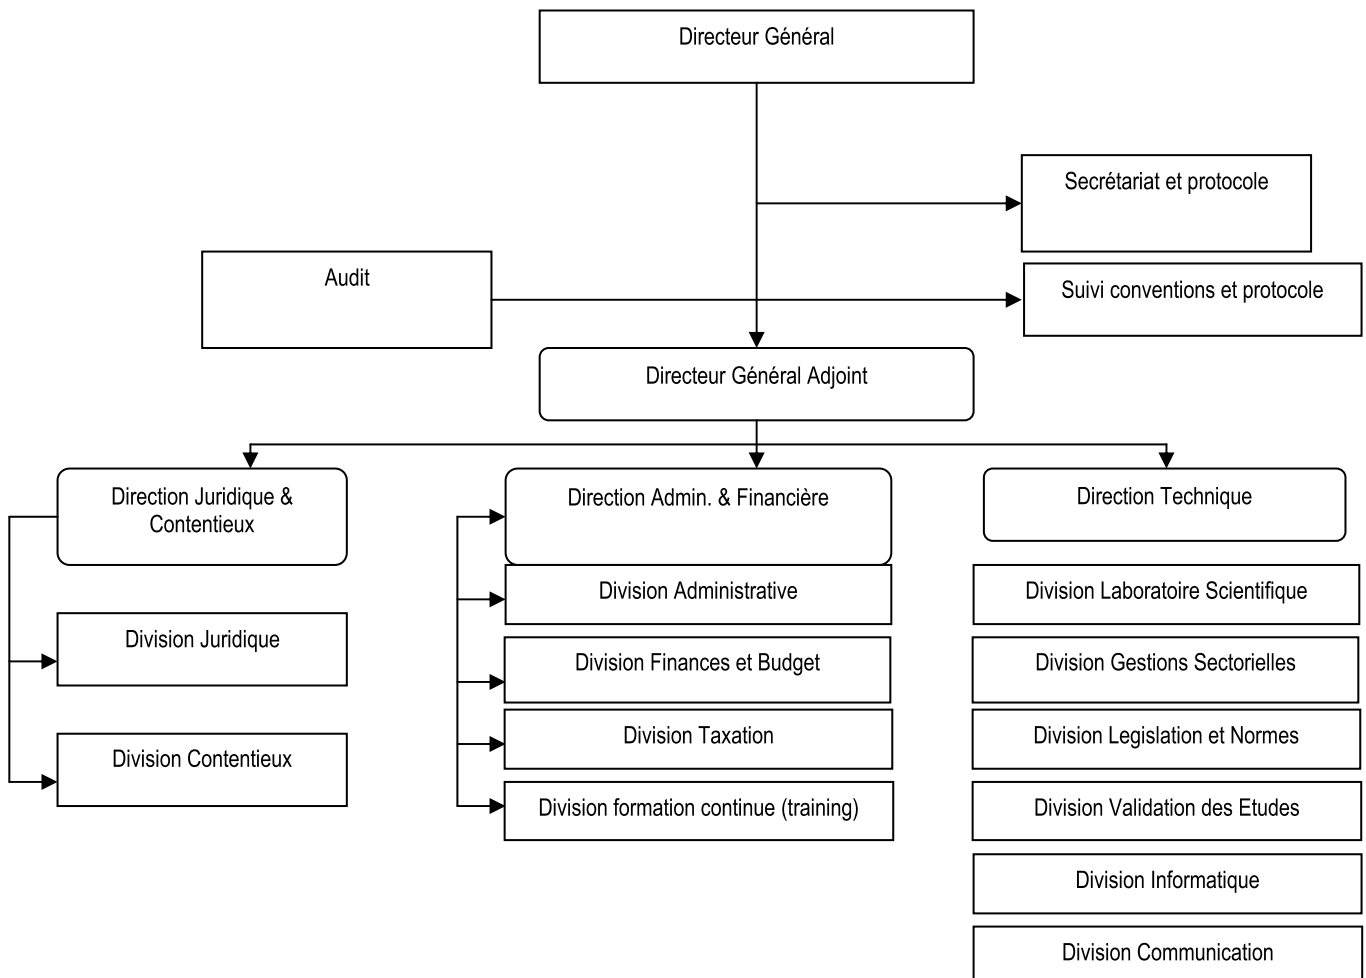 Directeur Général
Secrétariat et protocole
Audit
Suivi conventions et protocole
Directeur Général Adjoint
Direction Juridique &
Contentieux
Division Juridique
Division Contentieux
Direction Admin. & Financière
Division Administrative
Division Finances et Budget
Division Taxation
Division formation continue (training)
Direction Technique
Division Laboratoire Scientifique
Division Gestions Sectorielles
Division Legislation et Normes
Division Validation des Etudes
Division Informatique
Division Communication